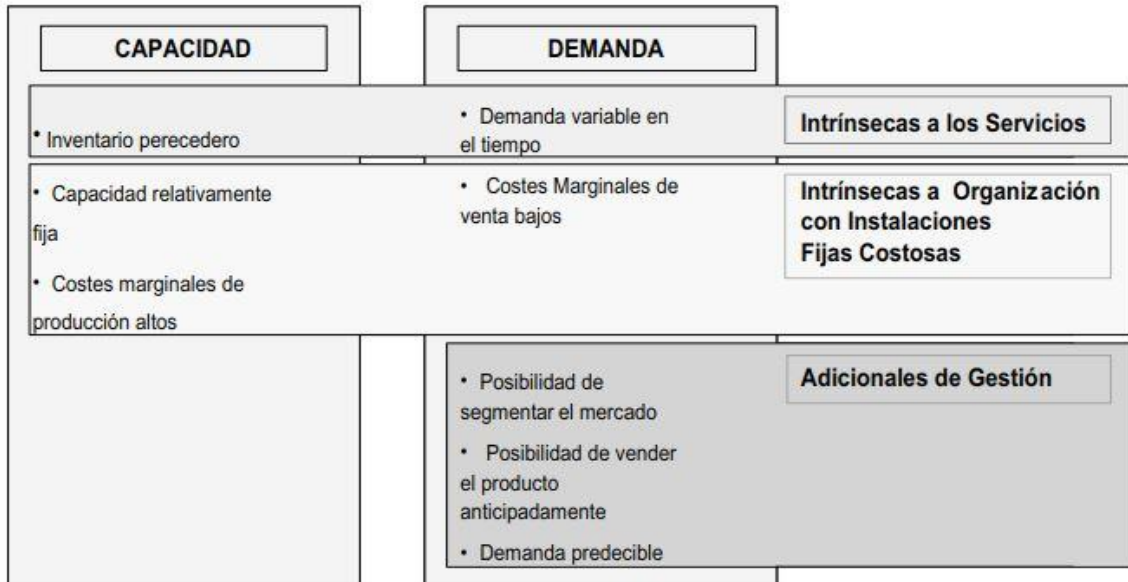 CAPACIDAD
DEMANDA
• Inventario perecedero
• Demanda variable en
el tiempo
Intrínsecas a los Servicios
• Capacidad relativamente
fija
• Costes marginales de
producción altos
• Costes Marginales de
venta bajos
Intrínsecas a Organización
con Instalaciones
Fijas Costosas
• Posibilidad de
segmentar el mercado
• Posibilidad de vender
el producto
anticipadamente
• Demanda predecible
Adicionales de Gestión